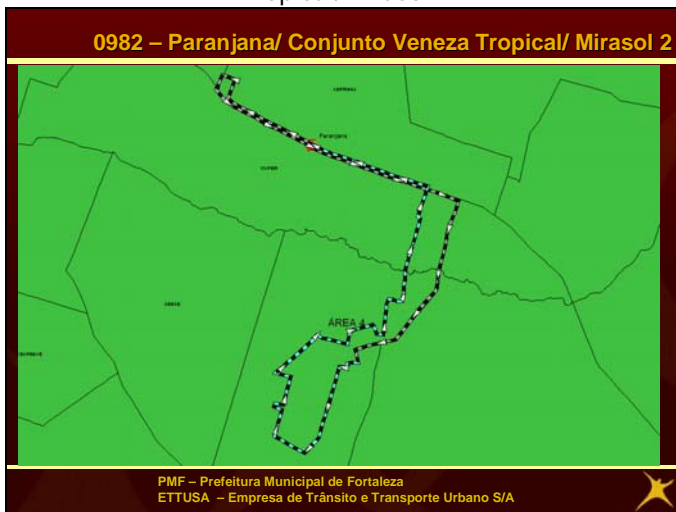 0982 – Paranjana/ Conjunto Veneza Tropical/ Mirasol 2
Paranjana
ÁREA 4
PMF – Prefeitura Municipal de Fortaleza
ETTUSA – Empresa de Trânsito e Transporte Urbano S/A